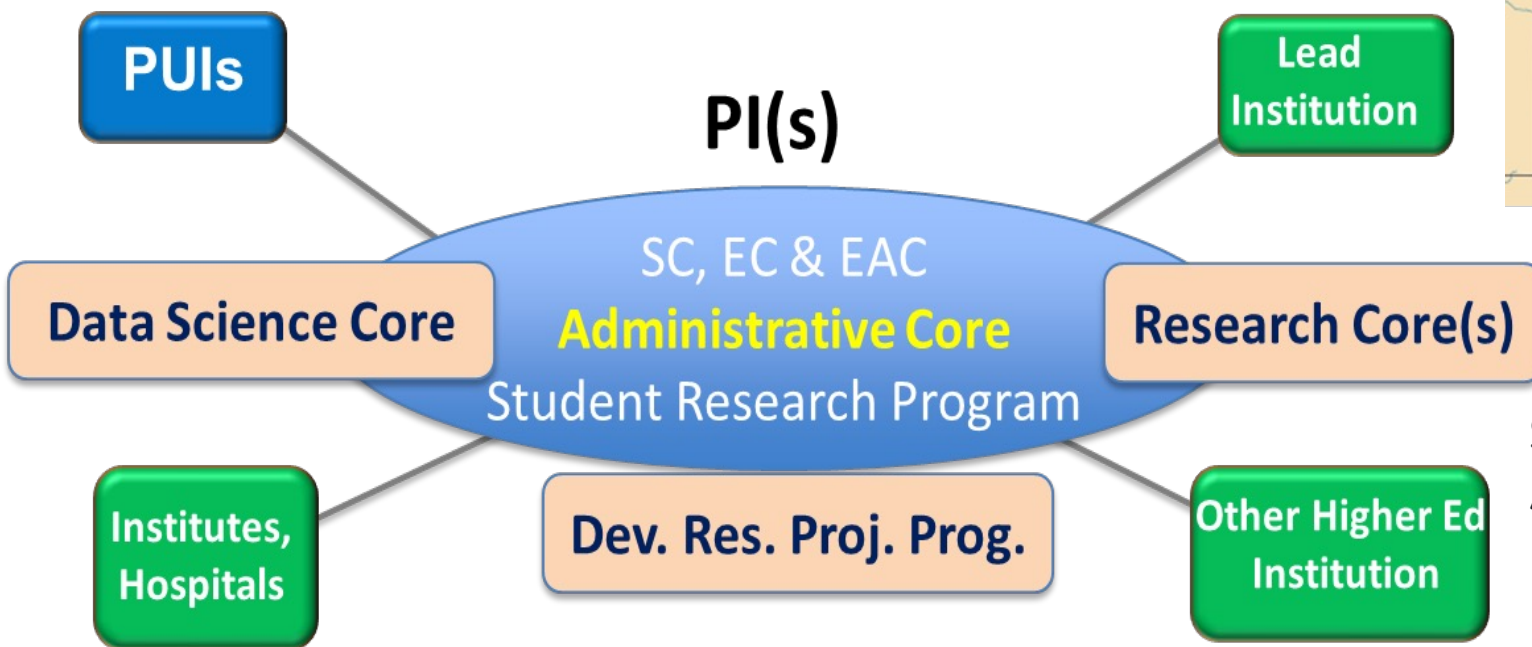 PUIs
Lead
Institution
PI(s)
SC, EC & EAC
Administrative Core
Student Research Program
Data Science Core
Research Core(s)
Institutes,
Hospitals
Dev. Res. Proj. Prog.
Other Higher Ed
Institution